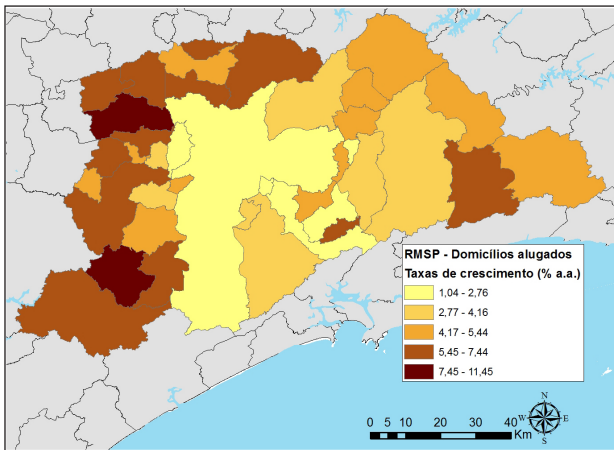 RMSP - Domicílios alugados
Taxas de crescimento (% a.a.)
1,04 - 2,76
2,77 - 4,16
4,17 - 5,44
5,45 - 7,44
7,45 - 11,45
N
W E
S
0 5 10 20 30 40
Km